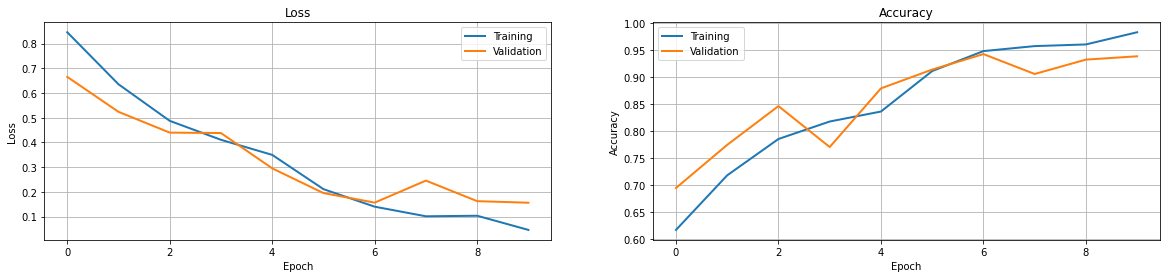 Loss
Training
Validation
0.8
0.7
0.6
0.5
0.4
0.3
0.2
0.1
Loss
0 2 4 6 8
Epoch
Accuracy
Training
Validation
1.00
0.95
0.90
0.85
0.80
0.75
0.70
0.65
0.60
Accuracy
0 2 4 6 8
Epoch